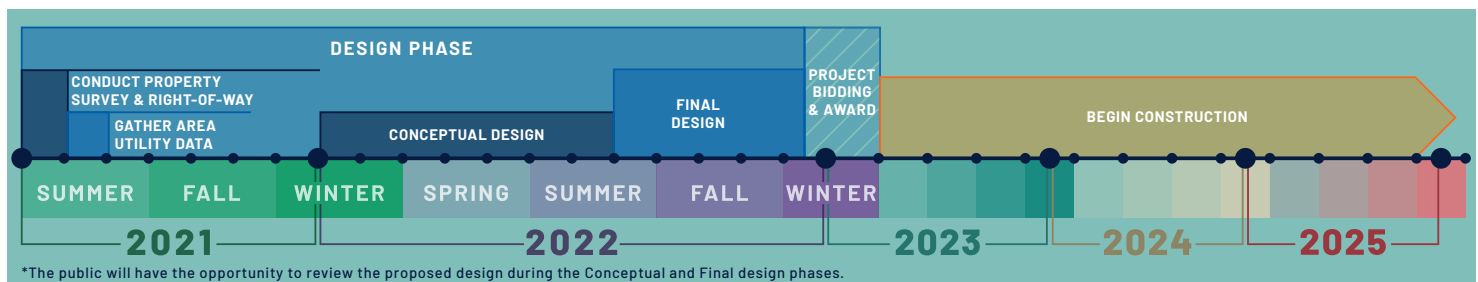 DESIGN PHASE
CONDUCT PROPERTY
SURVEY & RIGHT-OF-WAY
GATHER AREA
UTILITY DATA
CONCEPTUAL DESIGN
FINAL
DESIGN
PROJECT
BIDDING
& AWARD
BEGIN CONSTRUCTION
SUMMER FALL WINTER SPRING SUMMER FALL WINTER
2021 2022 2023 2024 2025
*The public will have the opportunity to review the proposed design during the Conceptual and Final design phases.